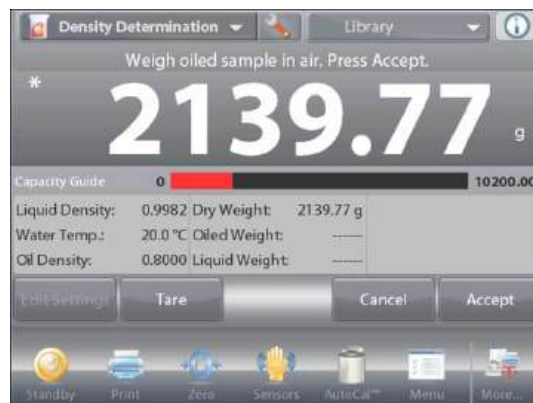 Density Determination Library
Weigh oiled sample in air. Press Accept.
* 2139.77 g
Capacity Guide 0 10200.00
Liquid Density: 0.9982 Dry Weight: 2139.77 g
Water Temp.: 20.0 °C Oiled Weight: ------
Oil Density: 0.8000 Liquid Weight: ------
Edit Settings Tare Cancel Accept
Standby Print Zero Sensors AutoCal™ Menu More...